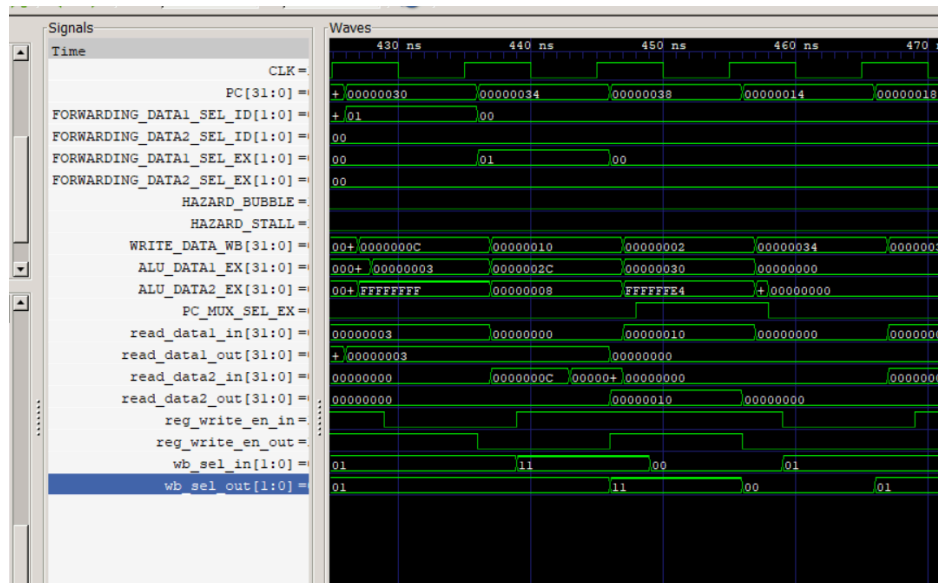 Signals
Waves
Time
430 ns 440 ns 450 ns 460 ns 470
CLK=
PC[31:0]= + 00000030 00000034 00000038 00000014 00000018
FORWARDING_DATA1_SEL_ID[1:0]= + 01 00
FORWARDING_DATA2_SEL_ID[1:0]= 00
FORWARDING_DATA1_SEL_EX[1:0]= 00 01 00
FORWARDING_DATA2_SEL_EX[1:0]= 00
HAZARD_BUBBLE=
HAZARD_STALL=
WRITE_DATA_WB[31:0]= 00+ 0000000C 00000010 00000002 00000034
ALU_DATA1_EX[31:0]= 000+ 00000003 0000002C 00000030 00000000
ALU_DATA2_EX[31:0]= 00+ FFFFFFFF 00000008 FFFFFFE4 + 00000000
PC_MUX_SEL_EX=
read_data1_in[31:0]= 00000003 00000000 00000010 00000000
read_data1_out[31:0]= + 00000003 00000000
read_data2_in[31:0]= 00000000 0000000C 00000+ 00000000
read_data2_out[31:0]= 00000000 00000010 00000000
reg_write_en_in=
reg_write_en_out=
wb_sel_in[1:0]= 01 11 00 01
wb_sel_out[1:0]= 01 11 00 01